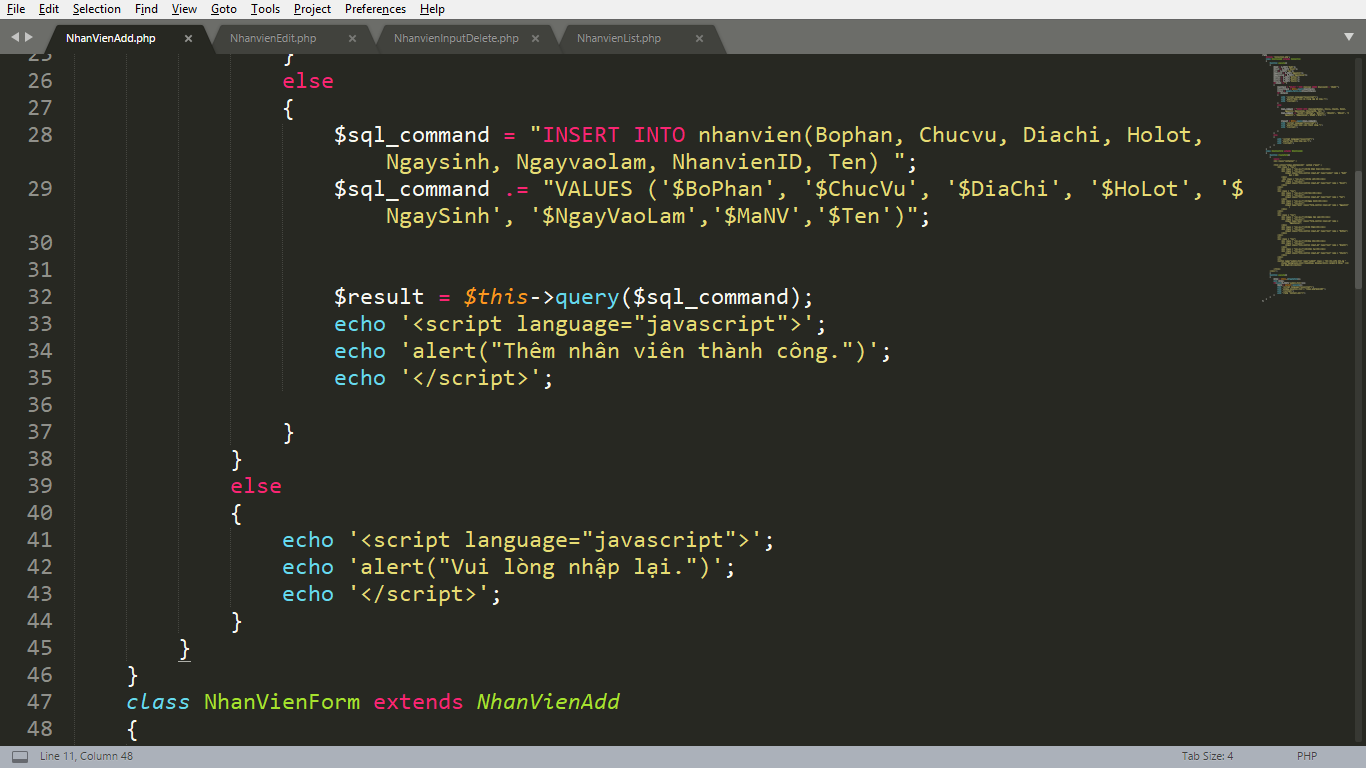 File Edit Selection Find View Goto Tools Project Preferences Help
NhanVienAdd.php × NhanvienEdit.php × NhanvienInputDelete.php × NhanvienList.php ×
25 }
26 else
27 {
28 $sql_command = "INSERT INTO nhanvien(Bophan, Chucvu, Diachi, Holot,
Ngaysinh, Ngayvaolam, NhanvienID, Ten) ";
29 $sql_command .= "VALUES ('$BoPhan', '$ChucVu', '$DiaChi', '$HoLot', '$
NgaySinh', '$NgayVaoLam','$MaNV','$Ten')";
30
31
32 $result = $this->query($sql_command);
33 echo '<script language="javascript">';
34 echo 'alert("Thêm nhân viên thành công.")';
35 echo '</script>';
36
37 }
38 }
39 else
40 {
41 echo '<script language="javascript">';
42 echo 'alert("Vui lòng nhập lại.")';
43 echo '</script>';
44 }
45 }
46 }
47 class NhanVienForm extends NhanVienAdd
48 {
Line 11, Column 48 Tab Size: 4 PHP